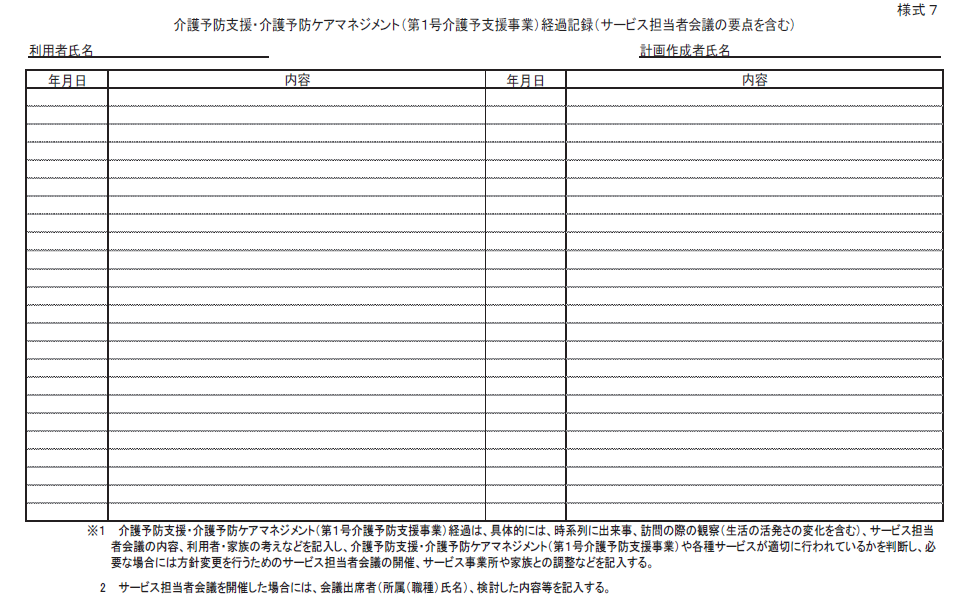 様式７
介護予防支援・介護予防ケアマネジメント（第１号介護予支援事業）経過記録（サービス担当者会議の要点を含む）
利用者氏名　計画作成者氏名
年月日　内容　年月日　内容
※１　介護予防支援・介護予防ケアマネジメント（第１号介護予防支援事業）経過は、具体的には、時系列に出来事、訪問の際の観察（生活の活発さの変化を含む）、サービス担当
者会議の内容、利用者・家族の考えなどを記入し、介護予防支援・介護予防ケアマネジメント（第１号介護予防支援事業）や各種サービスが適切に行われているかを判断し、必
要な場合には方針変更を行うためのサービス担当者会議の開催、サービス事業所や家族との調整などを記入する。
２　サービス担当者会議を開催した場合には、会議出席者（所属（職種）氏名）、検討した内容等を記入する。